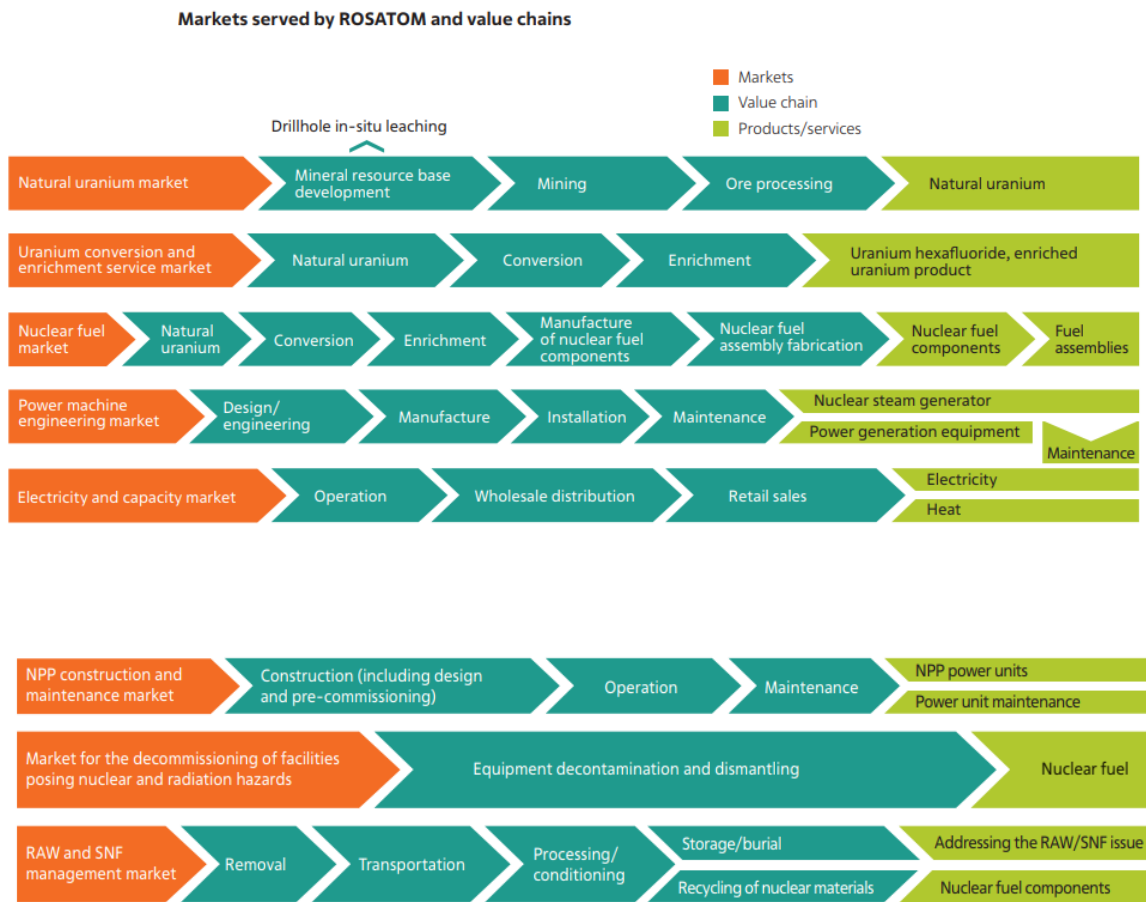 Markets served by ROSATOM and value chains
Markets
Value chain
Products/services
Drillhole in-situ leaching
Natural uranium market
Mineral resource base
development
Mining
Ore processing
Natural uranium
Uranium conversion and
enrichment service market
Natural uranium
Conversion
Enrichment
Uranium hexafluoride, enriched
uranium product
Nuclear fuel
market
Natural
uranium
Conversion
Enrichment
Manufacture
of nuclear fuel
components
Nuclear fuel
assembly fabrication
Nuclear fuel
components
Fuel
assemblies
Power machine
engineering market
Design/
engineering
Manufacture
Installation
Maintenance
Nuclear steam generator
Power generation equipment
Maintenance
Electricity and capacity market
Operation
Wholesale distribution
Retail sales
Electricity
Heat
NPP construction and
maintenance market
Construction (including design
and pre-commissioning)
Operation
Maintenance
NPP power units
Power unit maintenance
Market for the decommissioning of facilities
posing nuclear and radiation hazards
Equipment decontamination and dismantling
Nuclear fuel
RAW and SNF
management market
Removal
Transportation
Processing/
conditioning
Storage/burial
Recycling of nuclear materials
Addressing the RAW/SNF issue
Nuclear fuel components